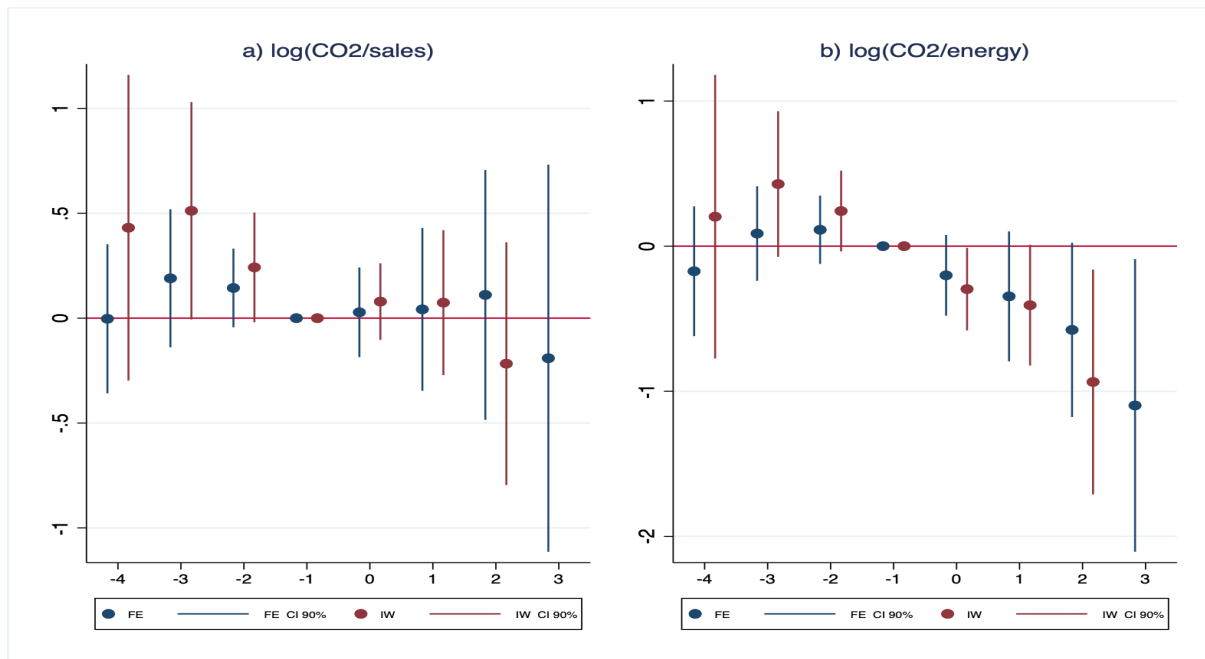 a) log(CO2/sales)
1
.5
0
-.5
-1
-4 -3 -2 -1 0 1 2 3
FE FE CI 90% IW IW CI 90%
b) log(CO2/energy)
1
0
-1
-2
-4 -3 -2 -1 0 1 2 3
FE FE CI 90% IW IW CI 90%